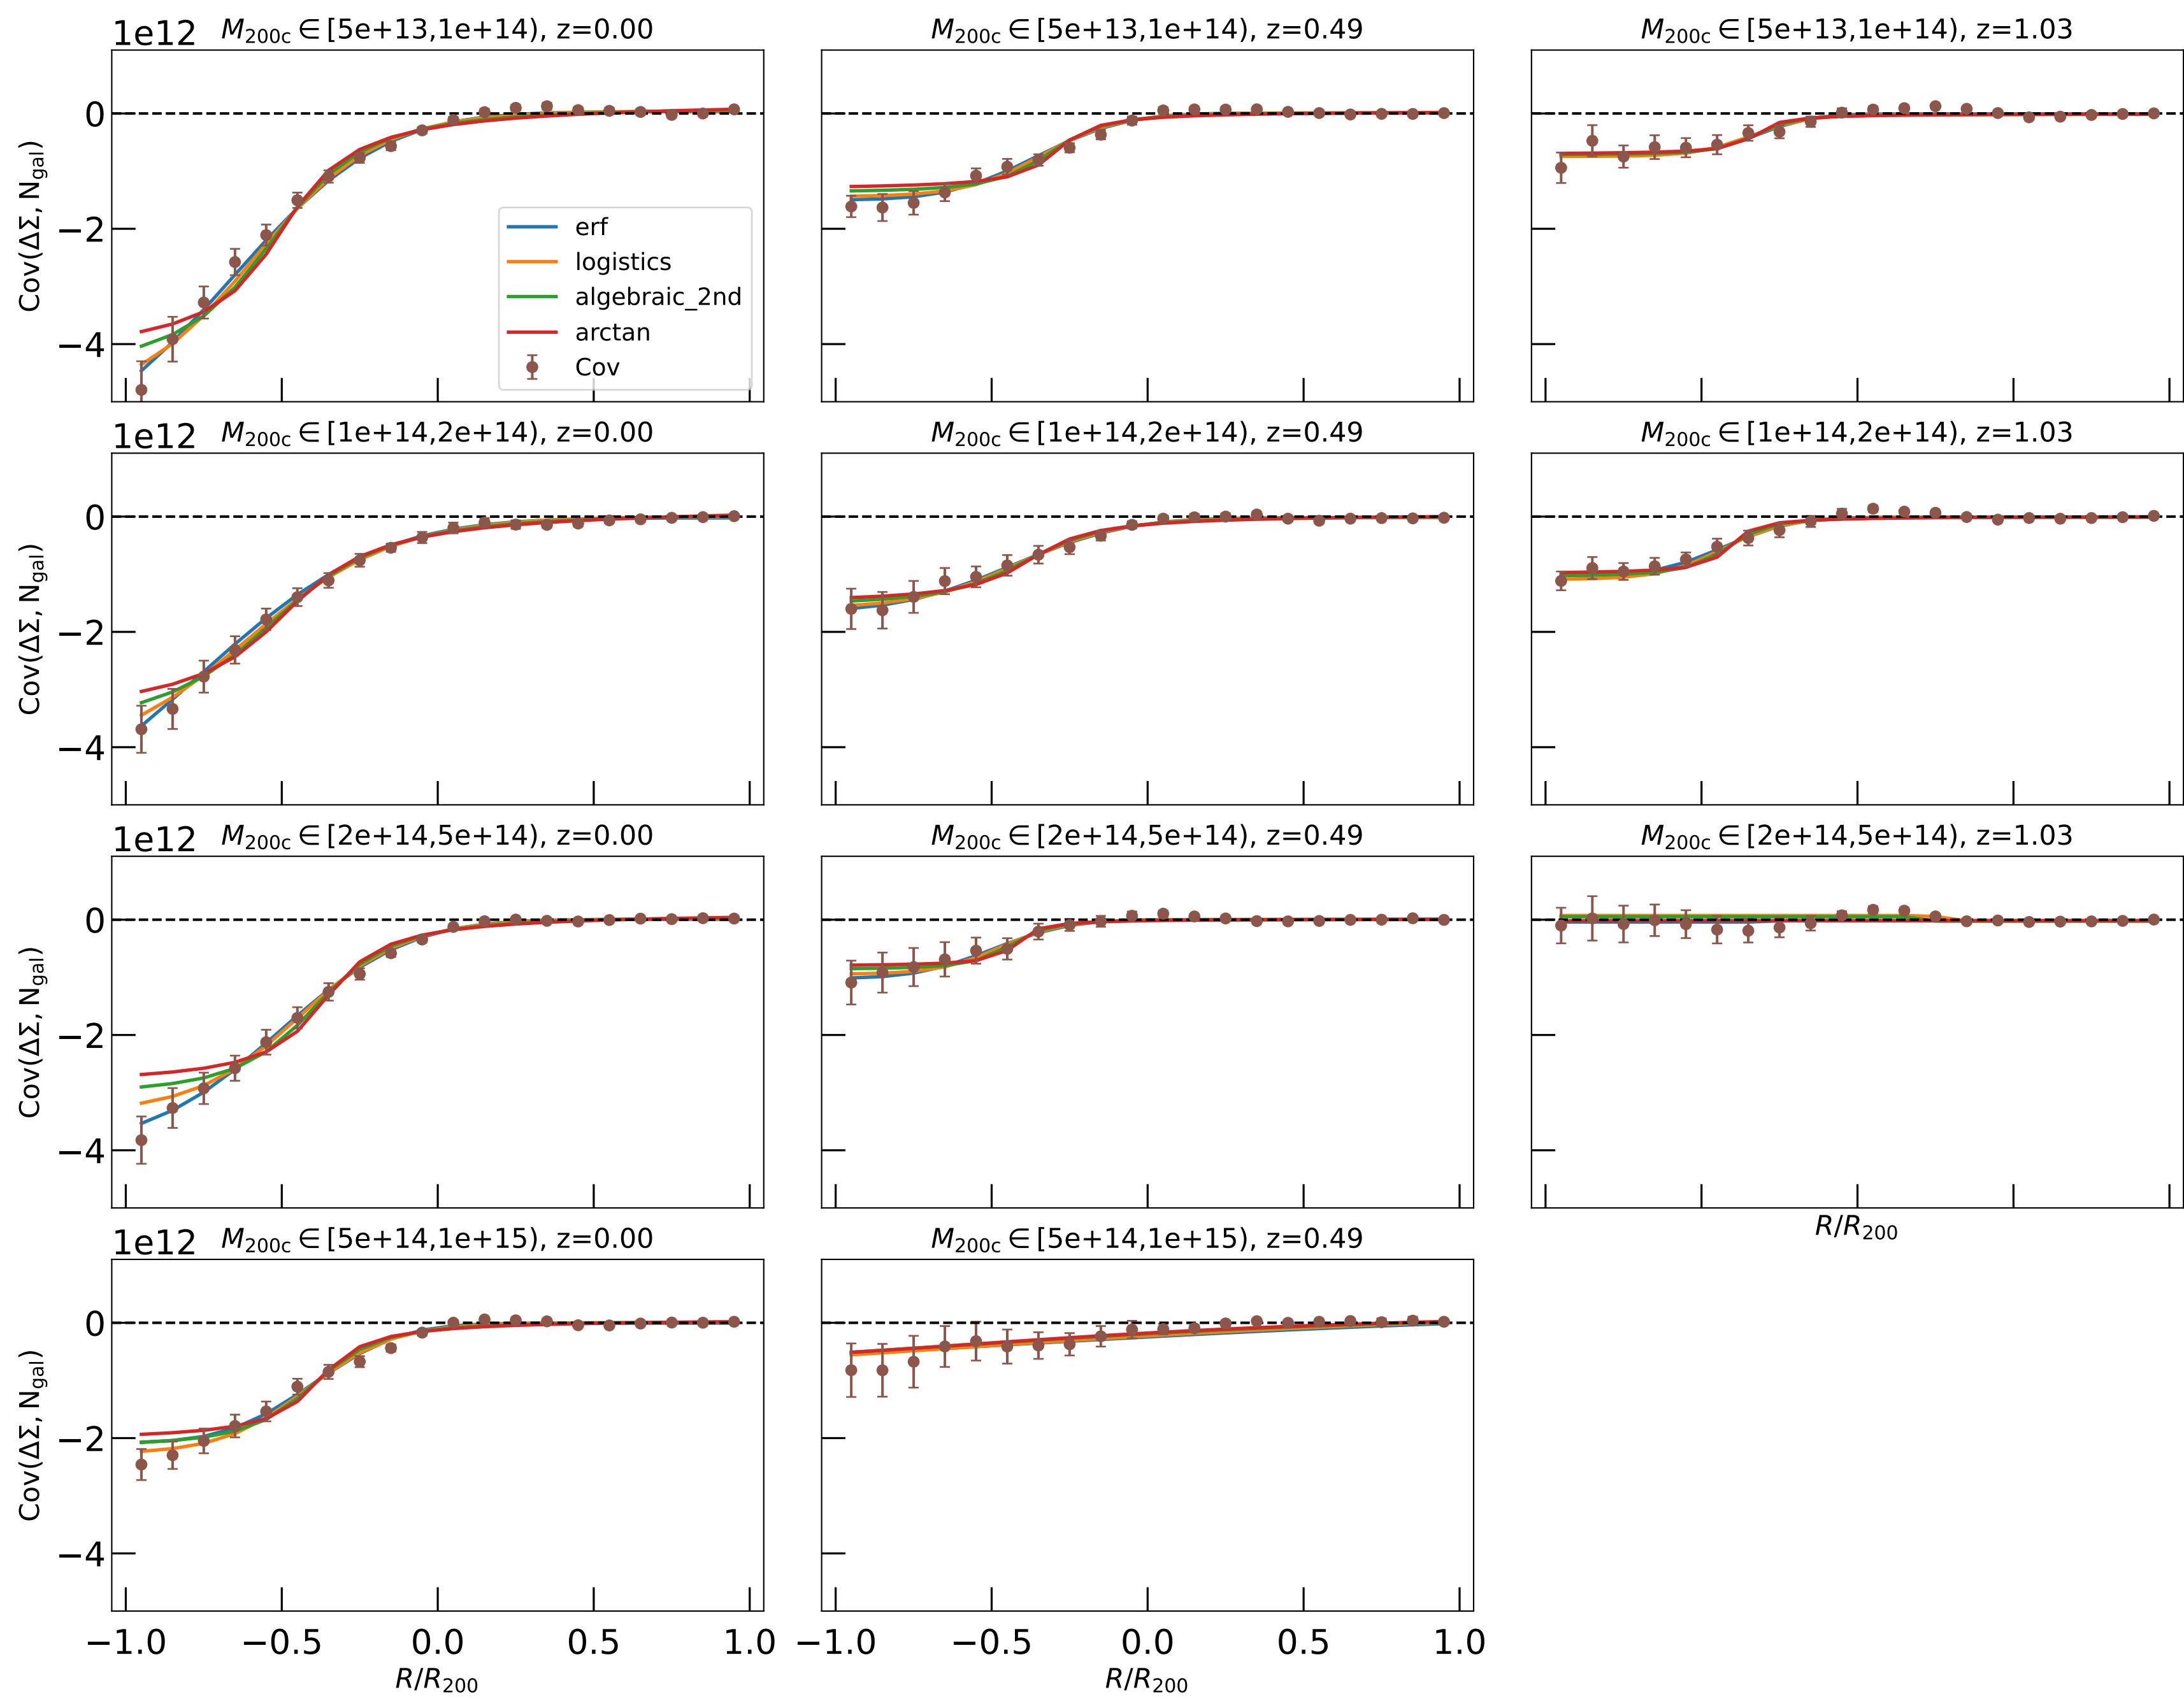 1e12 M200c ∈ [5e+13,1e+14), z=0.00
M200c ∈ [5e+13,1e+14), z=0.49
M200c ∈ [5e+13,1e+14), z=1.03
Cov(ΔΣ, Ngal)
0
−2
−4
erf
logistics
algebraic_2nd
arctan
Cov
1e12 M200c ∈ [1e+14,2e+14), z=0.00
M200c ∈ [1e+14,2e+14), z=0.49
M200c ∈ [1e+14,2e+14), z=1.03
Cov(ΔΣ, Ngal)
0
−2
−4
1e12 M200c ∈ [2e+14,5e+14), z=0.00
M200c ∈ [2e+14,5e+14), z=0.49
M200c ∈ [2e+14,5e+14), z=1.03
Cov(ΔΣ, Ngal)
0
−2
−4
R/R200
1e12 M200c ∈ [5e+14,1e+15), z=0.00
M200c ∈ [5e+14,1e+15), z=0.49
Cov(ΔΣ, Ngal)
0
−2
−4
−1.0 −0.5 0.0 0.5 1.0
−1.0 −0.5 0.0 0.5 1.0
R/R200
R/R200